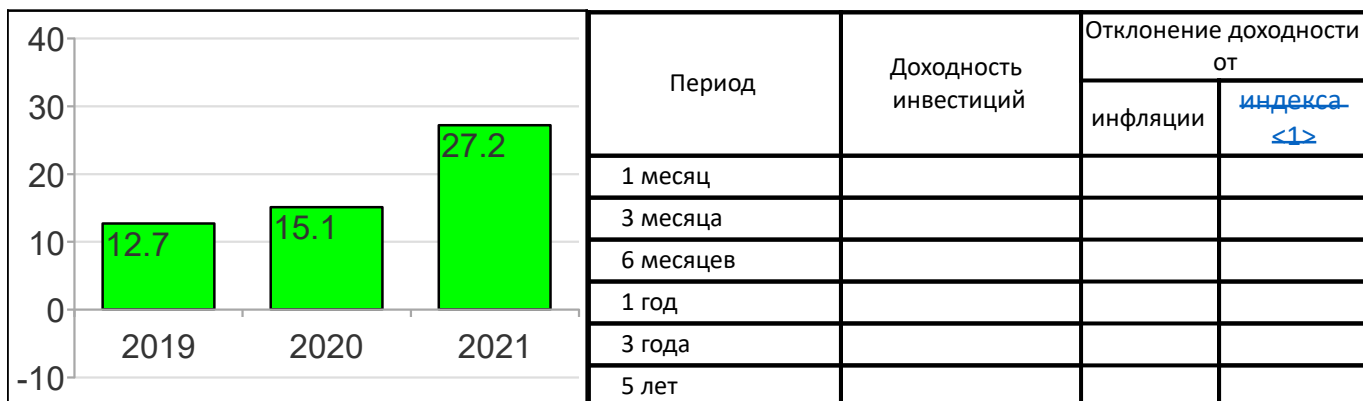 40
30
20
10
0
-10
12.7
15.1
27.2
2019
2020
2021
Период
Доходность
инвестиций
Отклонение доходности
от
инфляции
индекса
<1>
1 месяц
3 месяца
6 месяцев
1 год
3 года
5 лет